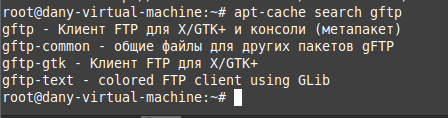 root@dany-virtual-machine:~# apt-cache search gftp
gftp - Клиент FTP для X/GTK+ и консоли (метапакет)
gftp-common - общие файлы для других пакетов gFTP
gftp-gtk - Клиент FTP для X/GTK+
gftp-text - colored FTP client using GLib
root@dany-virtual-machine:~#